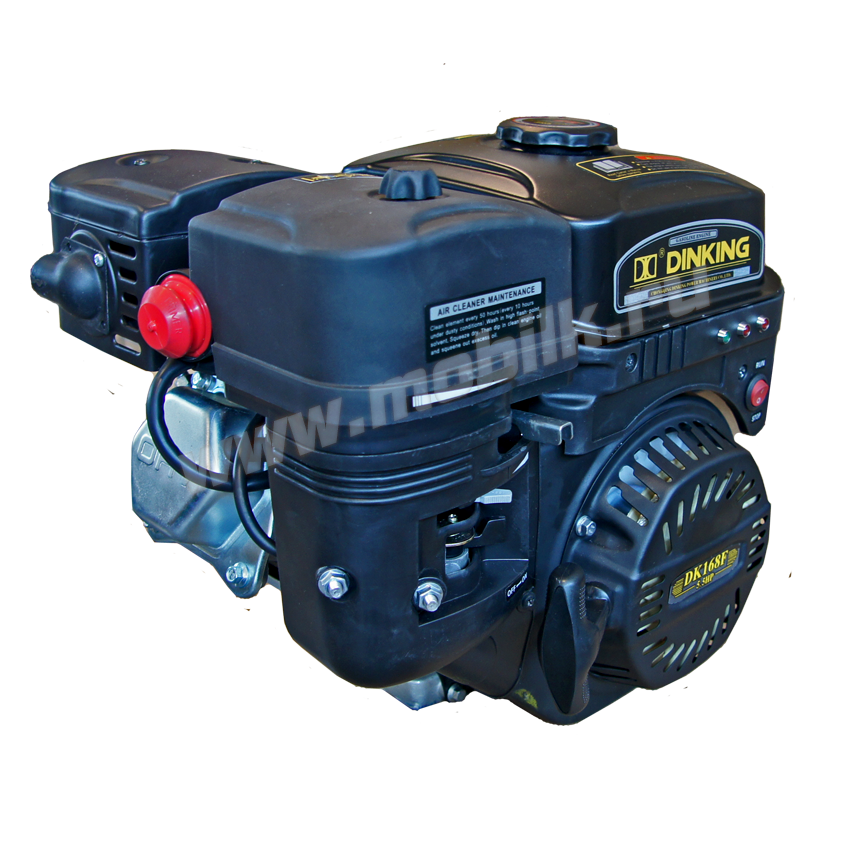 GASOLINE ENGINE
DINKING
®
AIR CLEANER MAINTENANCE
Clean element every 50 hours(every 10 hours
under dusty conditions). Wash in high flash-point
solvent. Squeeze dry. Then dip in clean engine oil
and squeeze out excess oil.
www.mobilk.ru
RUN
STOP
OFF
ON
DK168F
5.5HP